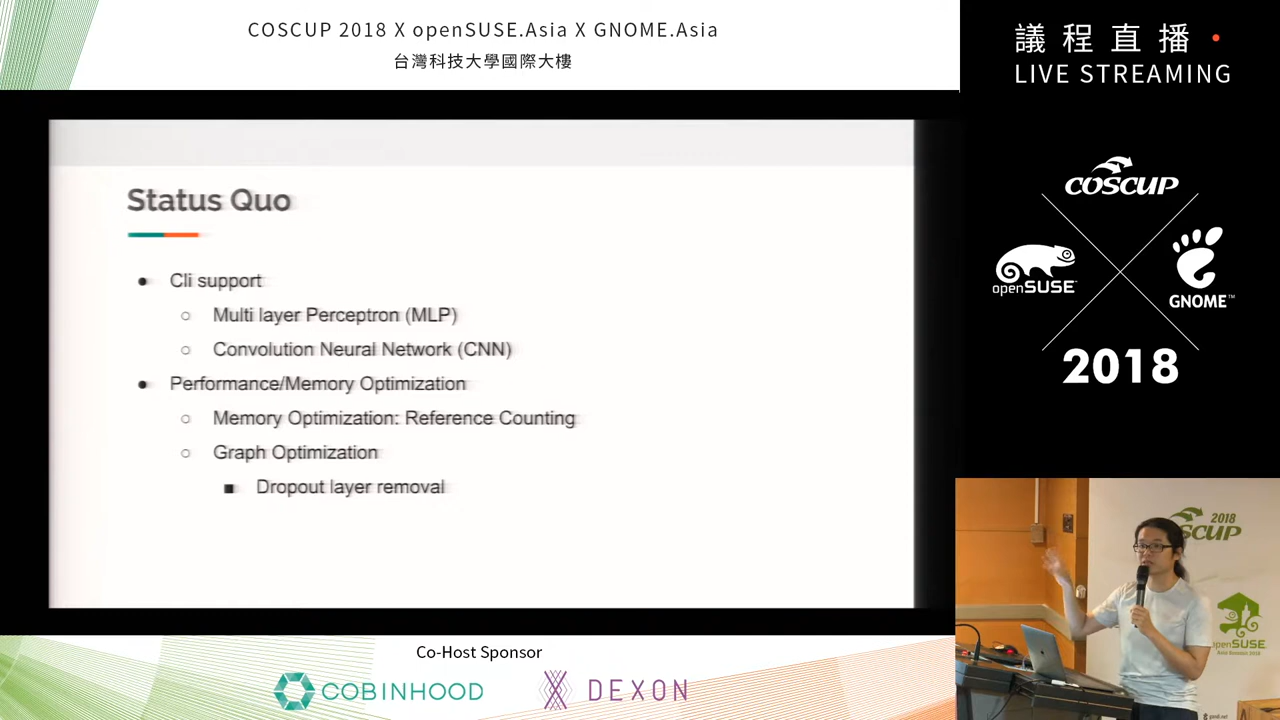 COSCUP 2018 X openSUSE.Asia X GNOME.Asia
台灣科技大學國際大樓
議程直播
LIVE STREAMING
COSCUP
openSUSE
GNOME™
2018
Status Quo
Cli support
Multi layer Perceptron (MLP)
Convolution Neural Network (CNN)
Performance/Memory Optimization
Memory Optimization: Reference Counting
Graph Optimization
Dropout layer removal
2018
SCUP
openSUSE
Co-Host Sponsor
COBINHOOD
DEXON